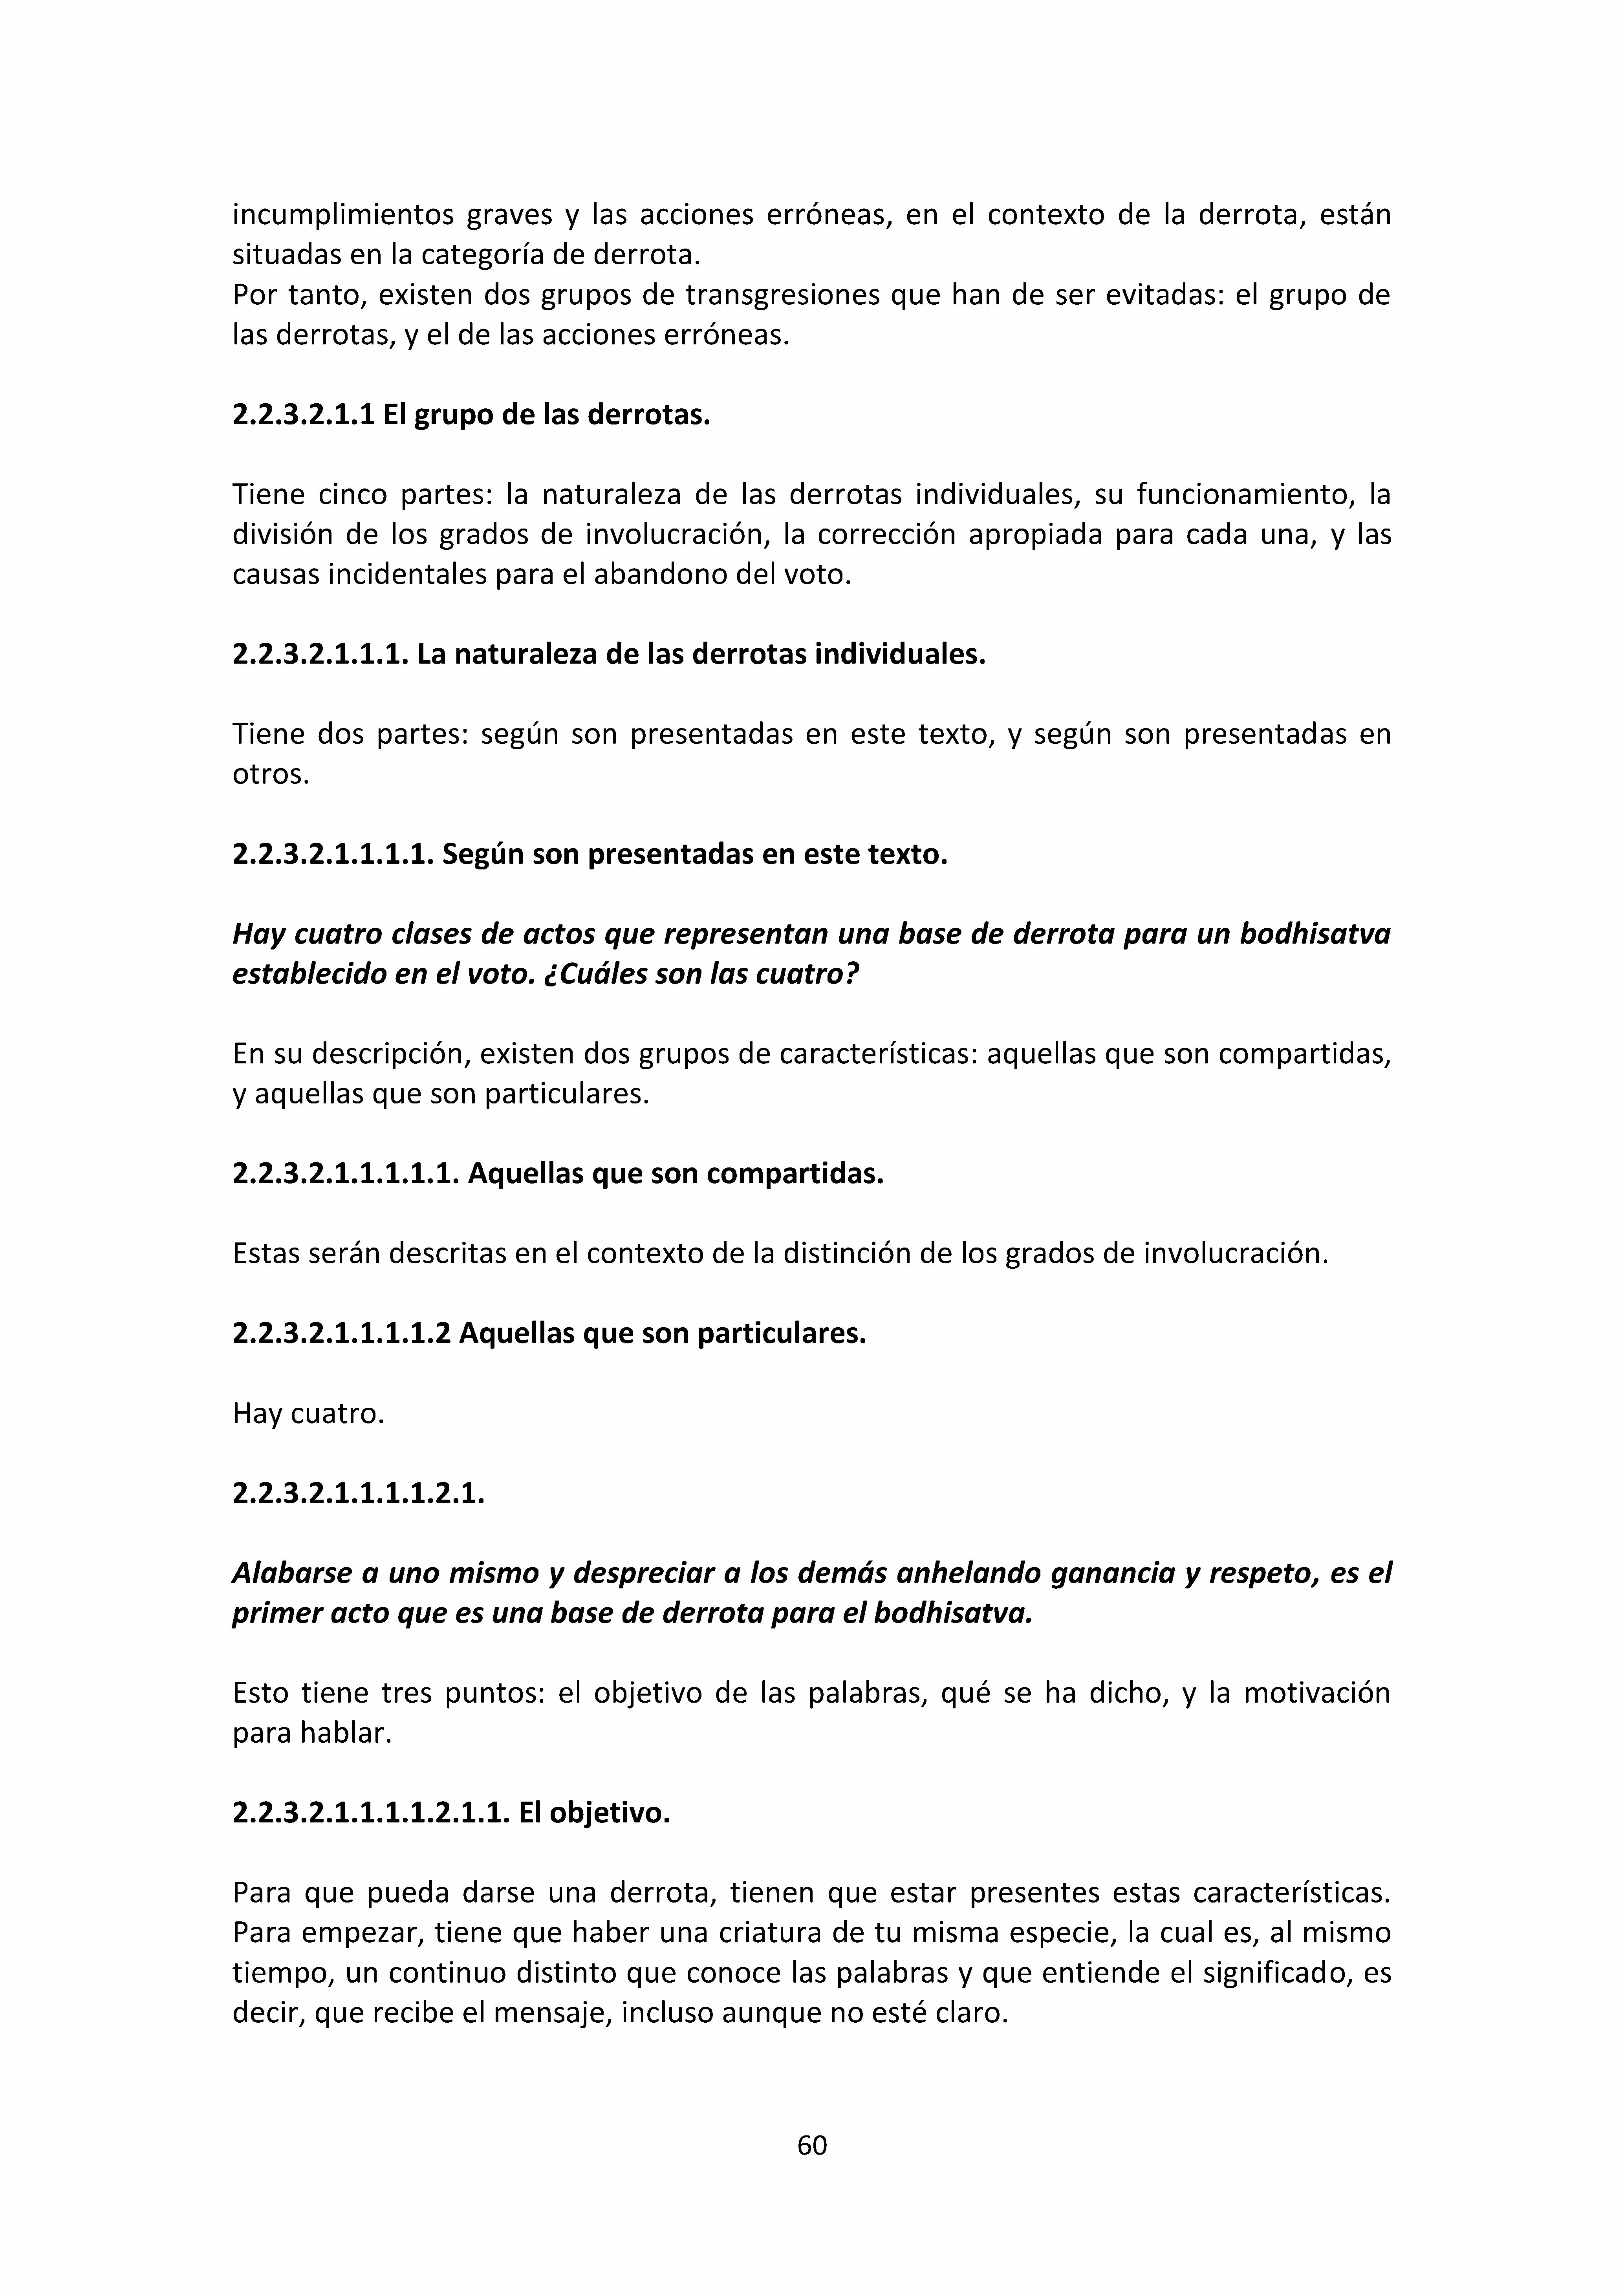 incumplimientos graves y las acciones erróneas, en el contexto de la derrota, están
situadas en la categoría de derrota.
Por tanto, existen dos grupos de transgresiones que han de ser evitadas: el grupo de
las derrotas, y el de las acciones erróneas.
2.2.3.2.1.1 El grupo de las derrotas.
Tiene cinco partes: la naturaleza de las derrotas individuales, su funcionamiento, la
división de los grados de involucración, la corrección apropiada para cada una, y las
causas incidentales para el abandono del voto.
2.2.3.2.1.1.1. La naturaleza de las derrotas individuales.
Tiene dos partes: según son presentadas en este texto, y según son presentadas en
otros.
2.2.3.2.1.1.1.1. Según son presentadas en este texto.
Hay cuatro clases de actos que representan una base de derrota para un bodhisatva
establecido en el voto. ¿Cuáles son las cuatro?
En su descripción, existen dos grupos de características: aquellas que son compartidas,
y aquellas que son particulares.
2.2.3.2.1.1.1.1.1. Aquellas que son compartidas.
Estas serán descritas en el contexto de la distinción de los grados de involucración.
2.2.3.2.1.1.1.1.2 Aquellas que son particulares.
Hay cuatro.
2.2.3.2.1.1.1.1.2.1.
Alabarse a uno mismo y despreciar a los demás anhelando ganancia y respeto, es el
primer acto que es una base de derrota para el bodhisatva.
Esto tiene tres puntos: el objetivo de las palabras, qué se ha dicho, y la motivación
para hablar.
2.2.3.2.1.1.1.1.2.1.1. El objetivo.
Para que pueda darse una derrota, tienen que estar presentes estas características.
Para empezar, tiene que haber una criatura de tu misma especie, la cual es, al mismo
tiempo, un continuo distinto que conoce las palabras y que entiende el significado, es
decir, que recibe el mensaje, incluso aunque no esté claro.
60